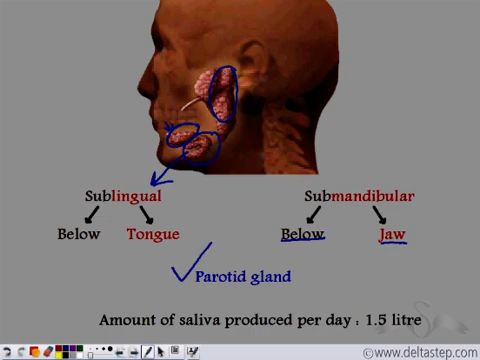 Sublingual Submandibular
Below Tongue Below Jaw
Parotid gland
Amount of saliva produced per day : 1.5 litre
©www.deltastep.com